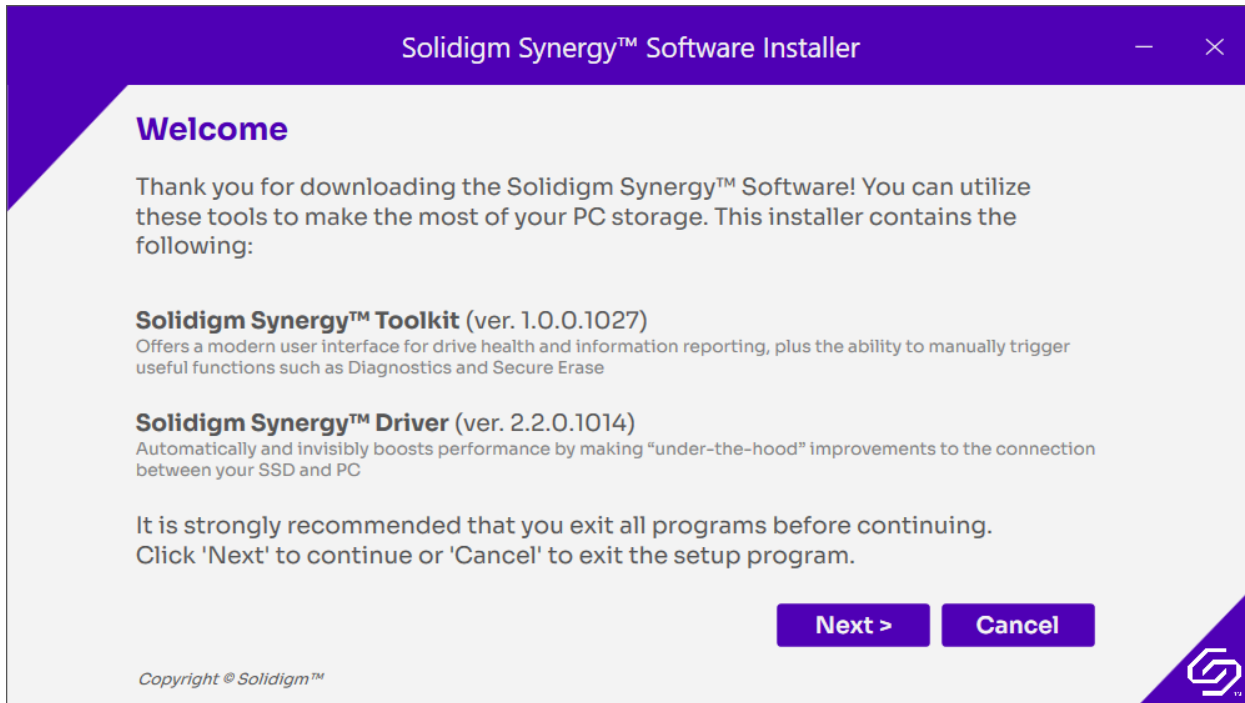 Solidigm Synergy™ Software Installer
Welcome
Thank you for downloading the Solidigm Synergy™ Software! You can utilize
these tools to make the most of your PC storage. This installer contains the
following:
Solidigm Synergy™ Toolkit (ver. 1.0.0.1027)
Offers a modern user interface for drive health and information reporting, plus the ability to manually trigger
useful functions such as Diagnostics and Secure Erase
Solidigm Synergy™ Driver (ver. 2.2.0.1014)
Automatically and invisibly boosts performance by making “under-the-hood” improvements to the connection
between your SSD and PC
It is strongly recommended that you exit all programs before continuing.
Click 'Next' to continue or 'Cancel' to exit the setup program.
Next > Cancel
Copyright © Solidigm™